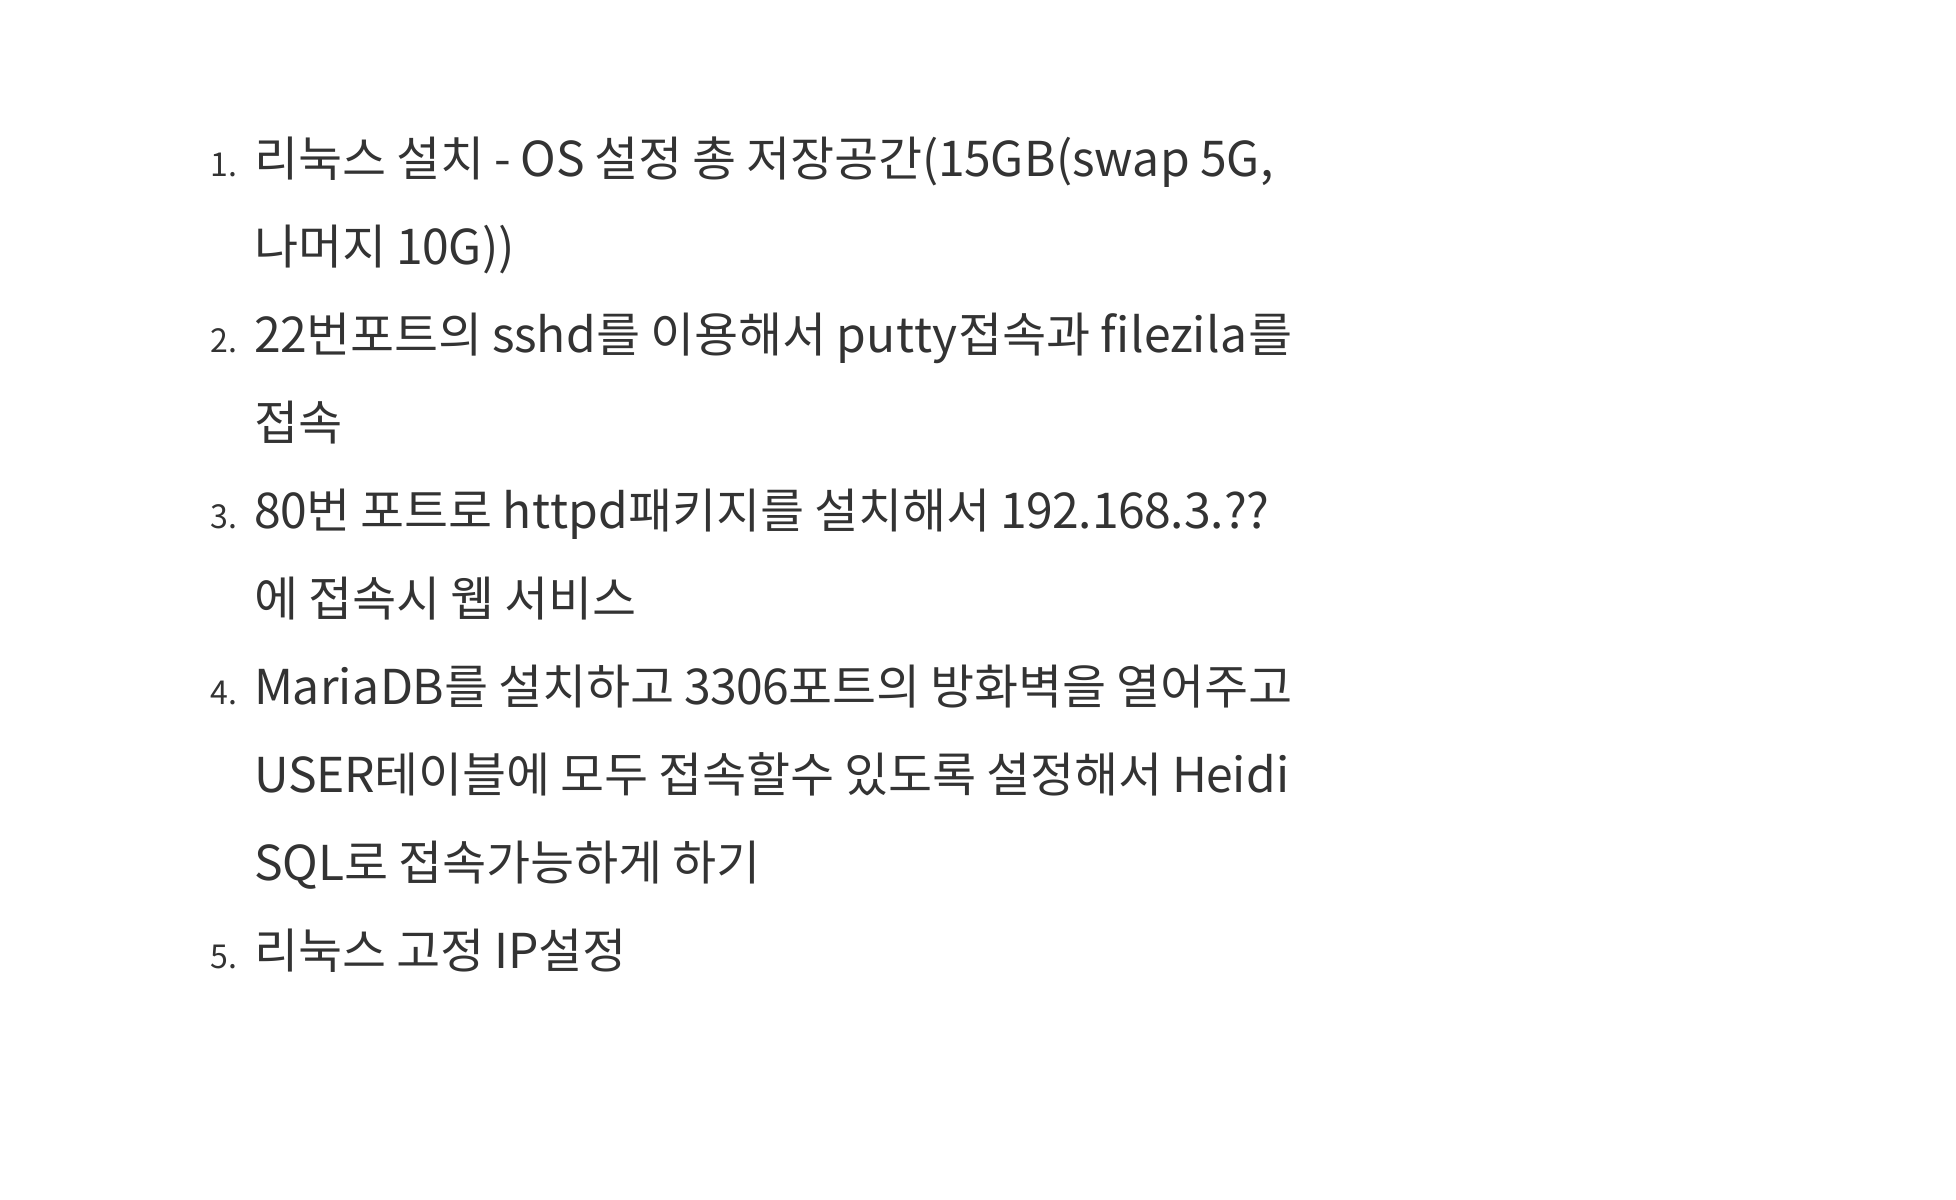 1. 리눅스 설치 - OS 설정 총 저장공간(15GB(swap 5G,
나머지 10G))
2. 22번포트의 sshd를 이용해서 putty접속과 filezila를
접속
3. 80번 포트로 httpd패키지를 설치해서 192.168.3.??
에 접속시 웹 서비스
4. MariaDB를 설치하고 3306포트의 방화벽을 열어주고
USER테이블에 모두 접속할수 있도록 설정해서 Heidi
SQL로 접속가능하게 하기
5. 리눅스 고정 IP설정